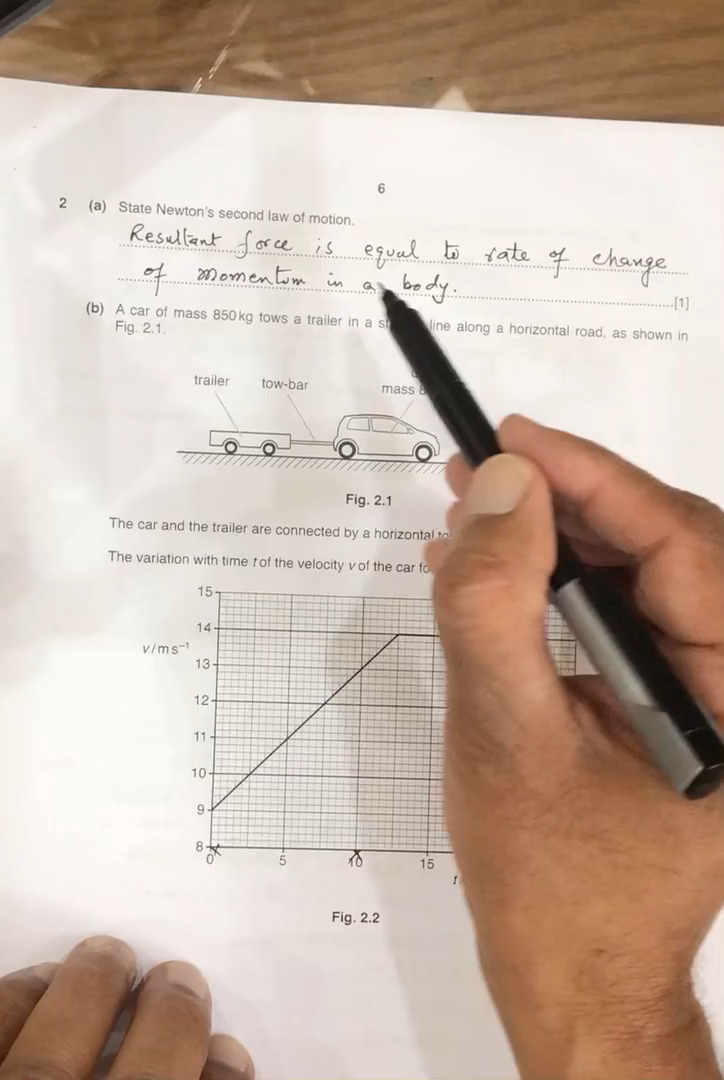 6
2 (a) State Newton's second law of motion.
Resultant force is equal to rate of change
of momentum in a body.
[1]
(b) A car of mass 850 kg tows a trailer in a line along a horizontal road, as shown in
Fig. 2.1.
trailer tow-bar mass
Fig. 2.1
The car and the trailer are connected by a horizontal
The variation with time t of the velocity v of the car
15
14
v/m s⁻¹
13
12
11
10
9
8
0 5 10 15
t
Fig. 2.2